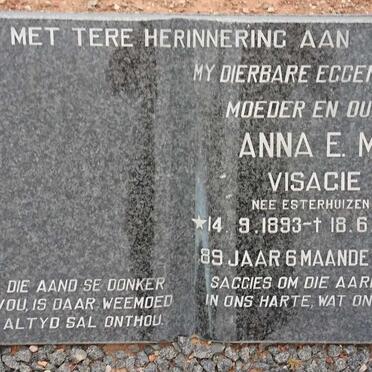 MET TERE HERINNERING AAN
MY DIERBARE EGGEN
MOEDER EN OU
ANNA E. M
VISAGIE
NEE ESTERHUIZEN
★14. 9. 1893-† 18. 6
89 JAAR 6 MAANDE
DIE AAND SE DONKER
VOU, IS DAAR, WEEMOED
ALTYD SAL ONTHOU.
SAGGIES OM DIE AAR
IN ONS HARTE, WAT ON